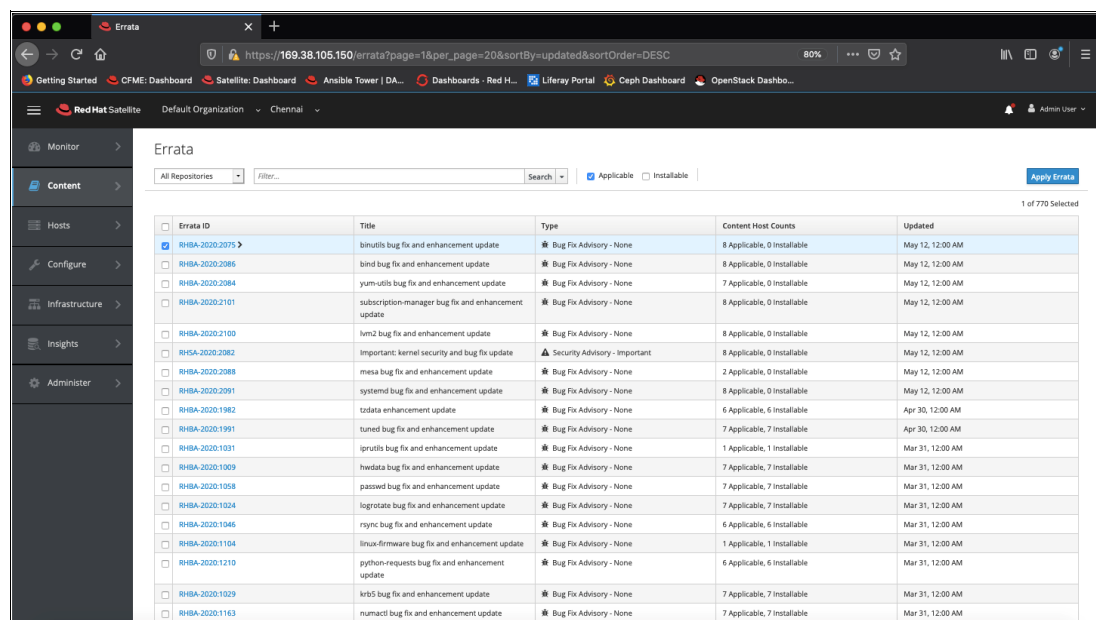 Errata
https://169.38.105.150/errata?page=1&per_page=20&sortBy=updated&sortOrder=DESC 80%
Getting Started CFME: Dashboard Satellite: Dashboard Ansible Tower | DA... Dashboards - Red H... Liferay Portal Ceph Dashboard OpenStack Dashbo...
Red Hat Satellite Default Organization Chennai Admin User
Monitor
Content
Hosts
Configure
Infrastructure
Insights
Administer
Errata
All Repositories Filter... Search Applicable Installable Apply Errata
1 of 770 Selected
Errata ID Title Type Content Host Counts Updated
RHBA-2020:2075 binutils bug fix and enhancement update Bug Fix Advisory - None 8 Applicable, 0 Installable May 12, 12:00 AM
RHBA-2020:2086 bind bug fix and enhancement update Bug Fix Advisory - None 8 Applicable, 0 Installable May 12, 12:00 AM
RHBA-2020:2084 yum-utils bug fix and enhancement update Bug Fix Advisory - None 7 Applicable, 0 Installable May 12, 12:00 AM
RHBA-2020:2101 subscription-manager bug fix and enhancement Bug Fix Advisory - None 8 Applicable, 0 Installable May 12, 12:00 AM
update
RHBA-2020:2100 lvm2 bug fix and enhancement update Bug Fix Advisory - None 8 Applicable, 0 Installable May 12, 12:00 AM
RHSA-2020:2082 Important: kernel security and bug fix update Security Advisory - Important 8 Applicable, 0 Installable May 12, 12:00 AM
RHBA-2020:2088 mesa bug fix and enhancement update Bug Fix Advisory - None 2 Applicable, 0 Installable May 12, 12:00 AM
RHBA-2020:2091 systemd bug fix and enhancement update Bug Fix Advisory - None 8 Applicable, 0 Installable May 12, 12:00 AM
RHBA-2020:1982 tzdata enhancement update Bug Fix Advisory - None 6 Applicable, 6 Installable Apr 30, 12:00 AM
RHBA-2020:1991 tuned bug fix and enhancement update Bug Fix Advisory - None 7 Applicable, 7 Installable Apr 30, 12:00 AM
RHBA-2020:1031 iprutils bug fix and enhancement update Bug Fix Advisory - None 1 Applicable, 1 Installable Mar 31, 12:00 AM
RHBA-2020:1009 hwdata bug fix and enhancement update Bug Fix Advisory - None 7 Applicable, 7 Installable Mar 31, 12:00 AM
RHBA-2020:1058 passwd bug fix and enhancement update Bug Fix Advisory - None 7 Applicable, 7 Installable Mar 31, 12:00 AM
RHBA-2020:1024 logrotate bug fix and enhancement update Bug Fix Advisory - None 7 Applicable, 7 Installable Mar 31, 12:00 AM
RHBA-2020:1046 rsync bug fix and enhancement update Bug Fix Advisory - None 6 Applicable, 6 Installable Mar 31, 12:00 AM
RHBA-2020:1104 linux-firmware bug fix and enhancement update Bug Fix Advisory - None 1 Applicable, 1 Installable Mar 31, 12:00 AM
RHBA-2020:1210 python-requests bug fix and enhancement Bug Fix Advisory - None 6 Applicable, 6 Installable Mar 31, 12:00 AM
update
RHBA-2020:1029 krb5 bug fix and enhancement update Bug Fix Advisory - None 7 Applicable, 7 Installable Mar 31, 12:00 AM
RHBA-2020:1163 numactl bug fix and enhancement update Bug Fix Advisory - None 7 Applicable, 7 Installable Mar 31, 12:00 AM